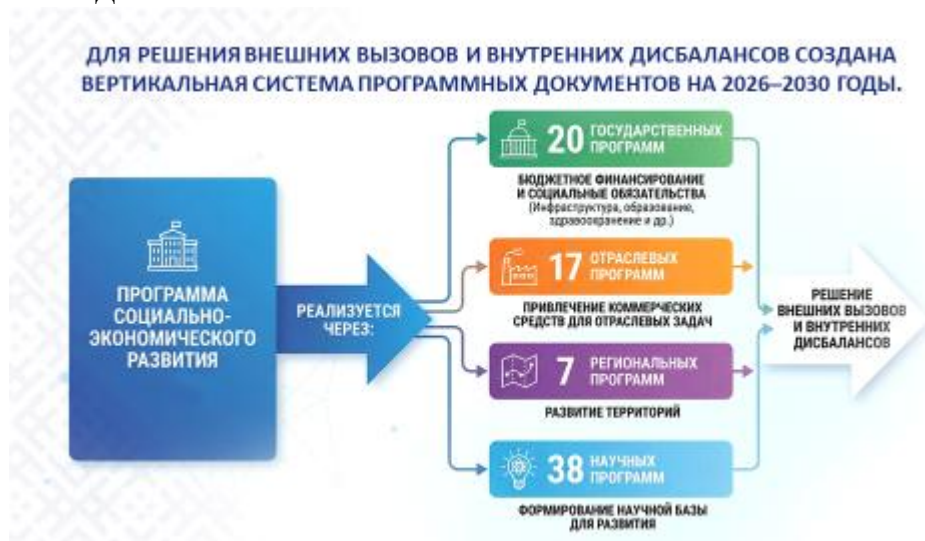 ДЛЯ РЕШЕНИЯ ВНЕШНИХ ВЫЗОВОВ И ВНУТРЕННИХ ДИСБАЛАНСОВ СОЗДАНА
ВЕРТИКАЛЬНАЯ СИСТЕМА ПРОГРАММНЫХ ДОКУМЕНТОВ НА 2026–2030 ГОДЫ.
ПРОГРАММА
СОЦИАЛЬНО-
ЭКОНОМИЧЕСКОГО
РАЗВИТИЯ
РЕАЛИЗУЕТСЯ
ЧЕРЕЗ:
20 ГОСУДАРСТВЕННЫХ
ПРОГРАММ
БЮДЖЕТНОЕ ФИНАНСИРОВАНИЕ
И СОЦИАЛЬНЫЕ ОБЯЗАТЕЛЬСТВА
(Инфраструктура, образование,
здравоохранение и др.)
17 ОТРАСЛЕВЫХ
ПРОГРАММ
ПРИВЛЕЧЕНИЕ КОММЕРЧЕСКИХ
СРЕДСТВ ДЛЯ ОТРАСЛЕВЫХ ЗАДАЧ
7 РЕГИОНАЛЬНЫХ
ПРОГРАММ
РАЗВИТИЕ ТЕРРИТОРИЙ
38 НАУЧНЫХ
ПРОГРАММ
ФОРМИРОВАНИЕ НАУЧНОЙ БАЗЫ
ДЛЯ РАЗВИТИЯ
РЕШЕНИЕ
ВНЕШНИХ ВЫЗОВОВ
И ВНУТРЕННИХ
ДИСБАЛАНСОВ